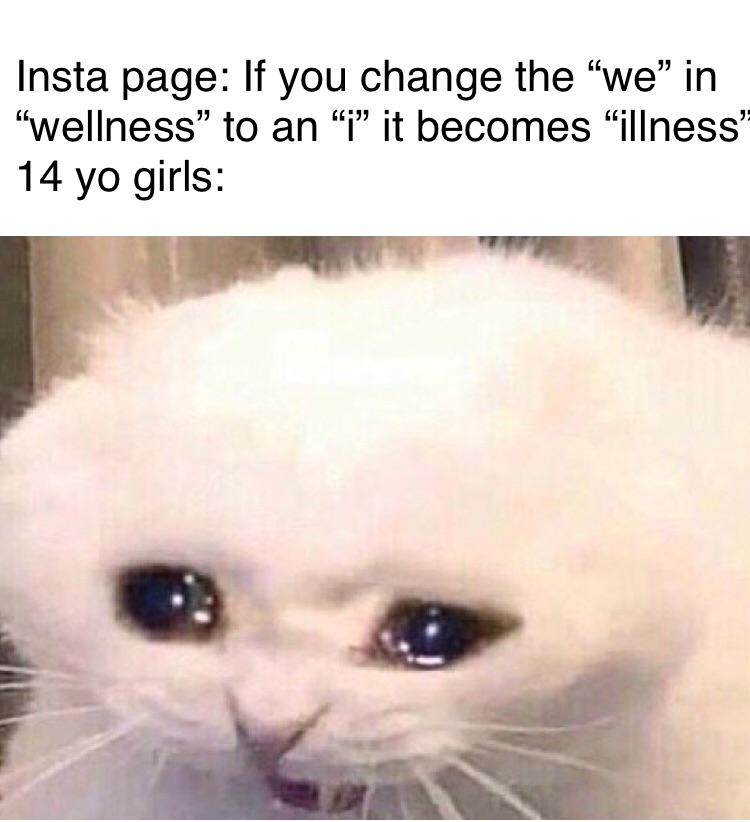 Insta page: If you change the “we” in
“wellness” to an “i” it becomes “illness”
14 yo girls: